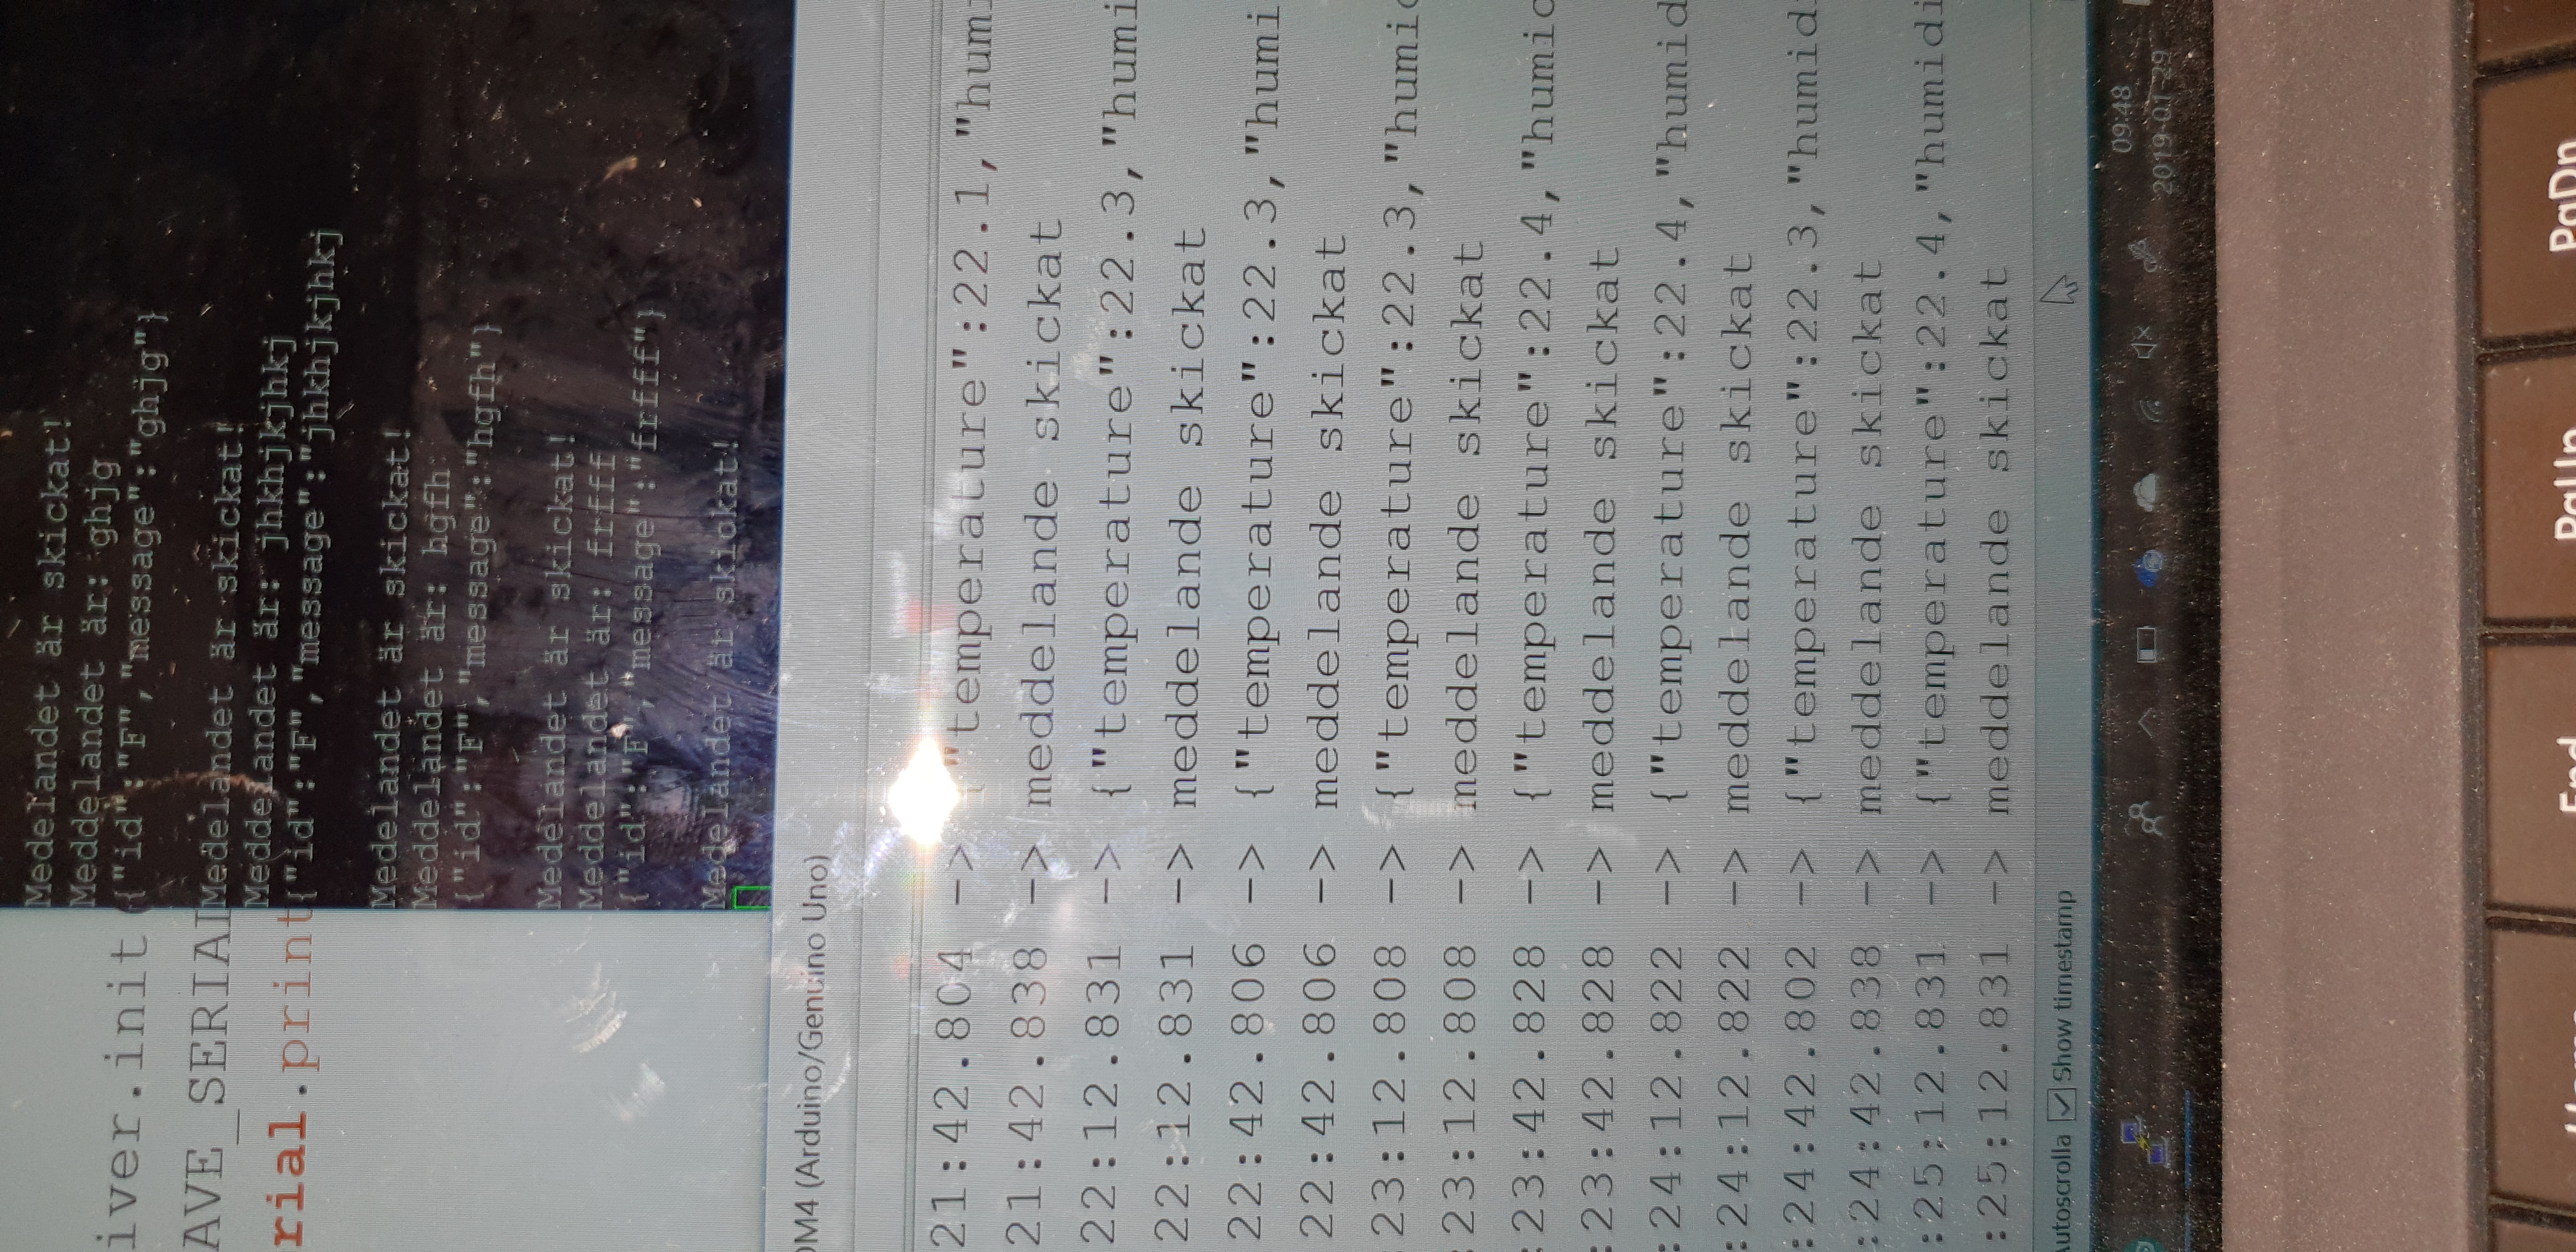 iver.init
AVE_SERIAL
rial.print
Medelandet är skickat!
Meddelandet är: ghjg
{"id":"F","message":"ghjg"}
Medelandet är skickat!
Meddelandet är: jhkhjkjhkj
{"id":"F","message":"jhkhjkjhkj
Medelandet är skickat!
Meddelandet är: hgfh
{"id":"F","message":"hgfh"}
Medelandet är skickat!
Meddelandet är: frfff
{"id":"F","message":"frfff"}
Medelandet är skickat!
OM4 (Arduino/Genuino Uno)
21:42.804 -> {"temperature":22.1,"humi
21:42.838 -> meddelande skickat
22:12.831 -> {"temperature":22.3,"humi
22:12.831 -> meddelande skickat
22:42.806 -> {"temperature":22.3,"humi
22:42.806 -> meddelande skickat
:23:12.808 -> {"temperature":22.3,"humic
:23:12.808 -> meddelande skickat
:23:42.828 -> {"temperature":22.4,"humic
:23:42.828 -> meddelande skickat
:24:12.822 -> {"temperature":22.4,"humid
:24:12.822 -> meddelande skickat
:24:42.802 -> {"temperature":22.3,"humid
:24:42.838 -> meddelande skickat
:25:12.831 -> {"temperature":22.4,"humidi
:25:12.831 -> meddelande skickat
Autoscrolla Show timestamp
09:48
2019-01-29
Home End PgUp PgDn